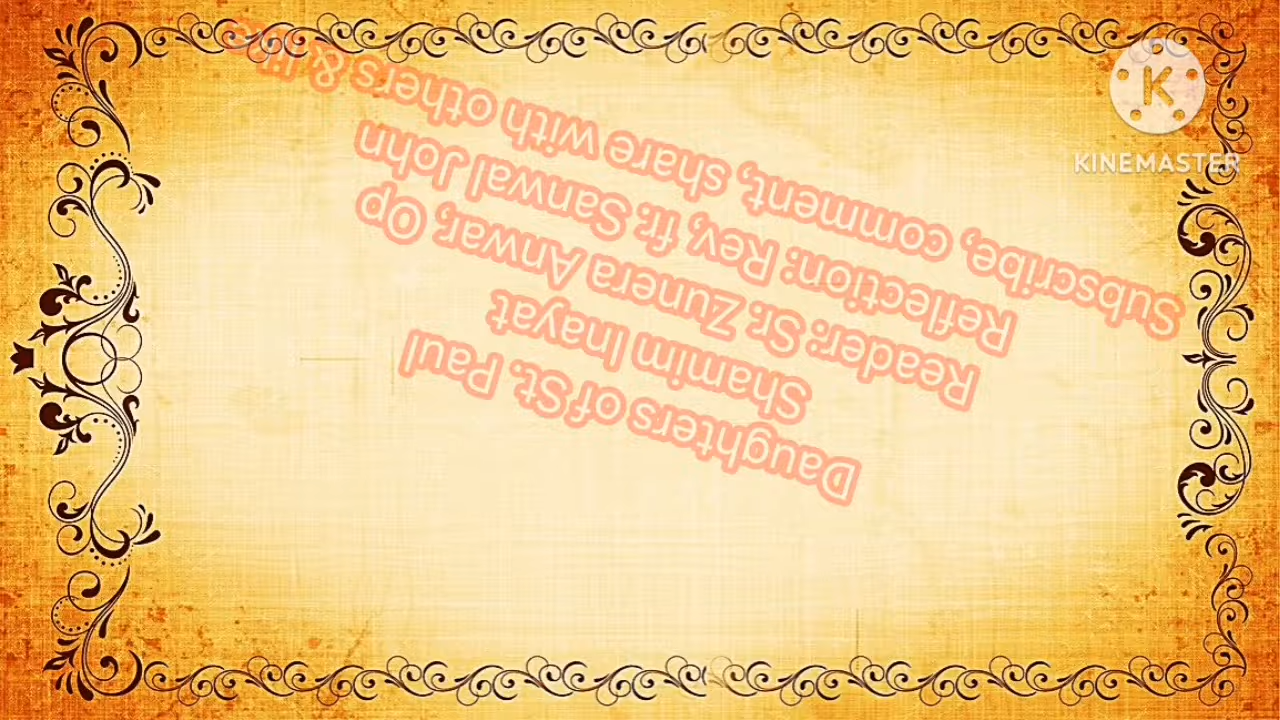 Daughters of St. Paul
Shamim Inayat
Reader: Sr. Zunera Anwar, Op
Reflection: Rev, fr. Sanwal John
Subscribe, comment, share with others & like
KINEMASTER